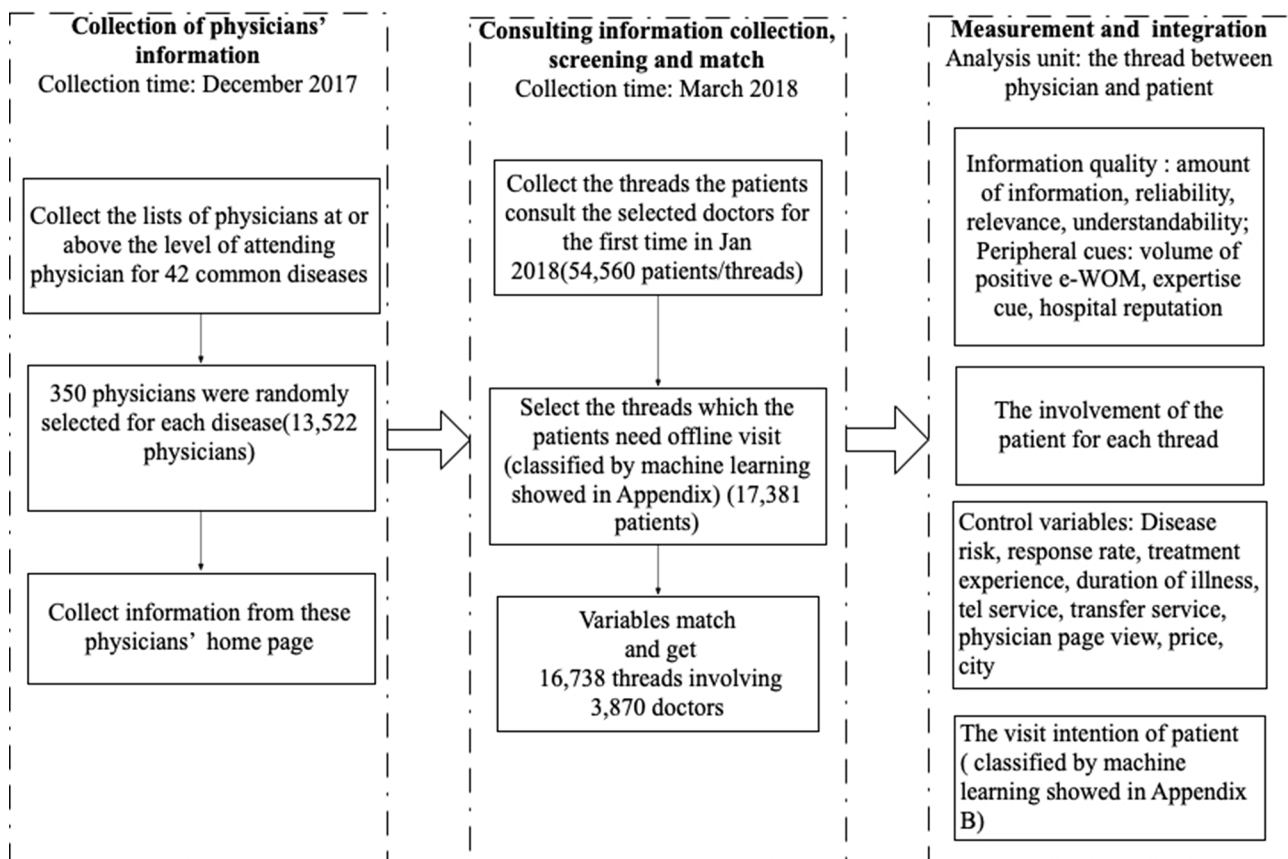 Collection of physicians'
information
Collection time: December 2017
Collect the lists of physicians at or
above the level of attending
physician for 42 common diseases
350 physicians were randomly
selected for each disease(13,522
physicians)
Collect information from these
physicians' home page
Consulting information collection,
screening and match
Collection time: March 2018
Collect the threads the patients
consult the selected doctors for
the first time in Jan
2018(54,560 patients/threads)
Select the threads which the
patients need offline visit
(classified by machine learning
showed in Appendix) (17,381
patients)
Variables match
and get
16,738 threads involving
3,870 doctors
Measurement and integration
Analysis unit: the thread between
physician and patient
Information quality : amount
of information, reliability,
relevance, understandability;
Peripheral cues: volume of
positive e-WOM, expertise
cue, hospital reputation
The involvement of the
patient for each thread
Control variables: Disease
risk, response rate, treatment
experience, duration of illness,
tel service, transfer service,
physician page view, price,
city
The visit intention of patient
( classified by machine
learning showed in Appendix
B)